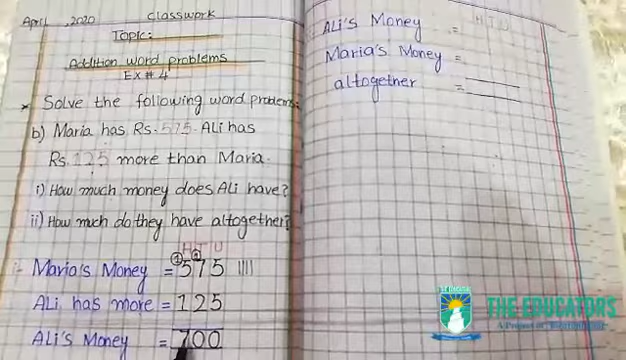 April ,2020 Classwork
Topic:
Addition word problems
EX # 4
* Solve the following word problems:
b) Maria has Rs. 575. ALi has
Rs. 125 more than Maria.
i) How much money does ALi have?
ii) How much do they have altogether?
H T U
i- Maria's Money = 575 ||||
1 1
ALi has more = 125
ALi's Money = 700
H T U
ALi's Money =
Maria's Money =
altogether =
THE EDUCATORS